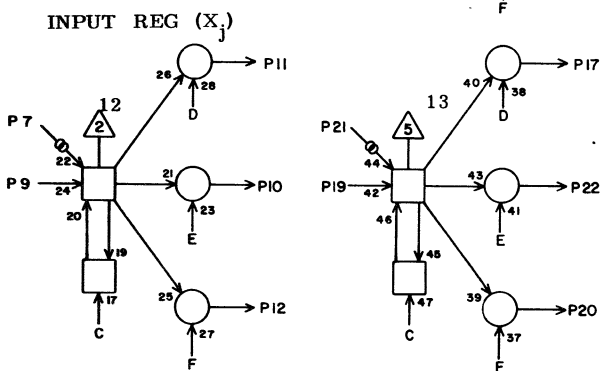 F
INPUT REG (Xj)
P11
26
28
D
12
2
P7
22
P9
24
21
P10
23
E
20
19
17
C
25
P12
27
F
P17
40
38
D
13
5
P21
44
P19
42
43
P22
41
E
46
45
47
C
39
P20
37
F